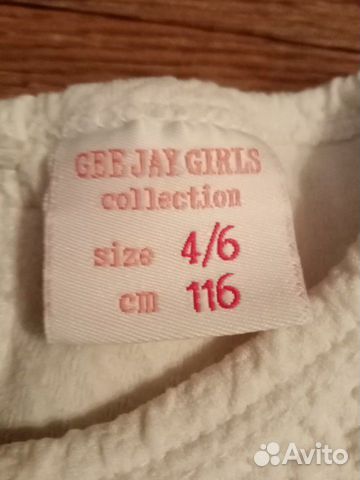 GEE JAY GIRLS
collection
size 4/6
cm 116
Avito